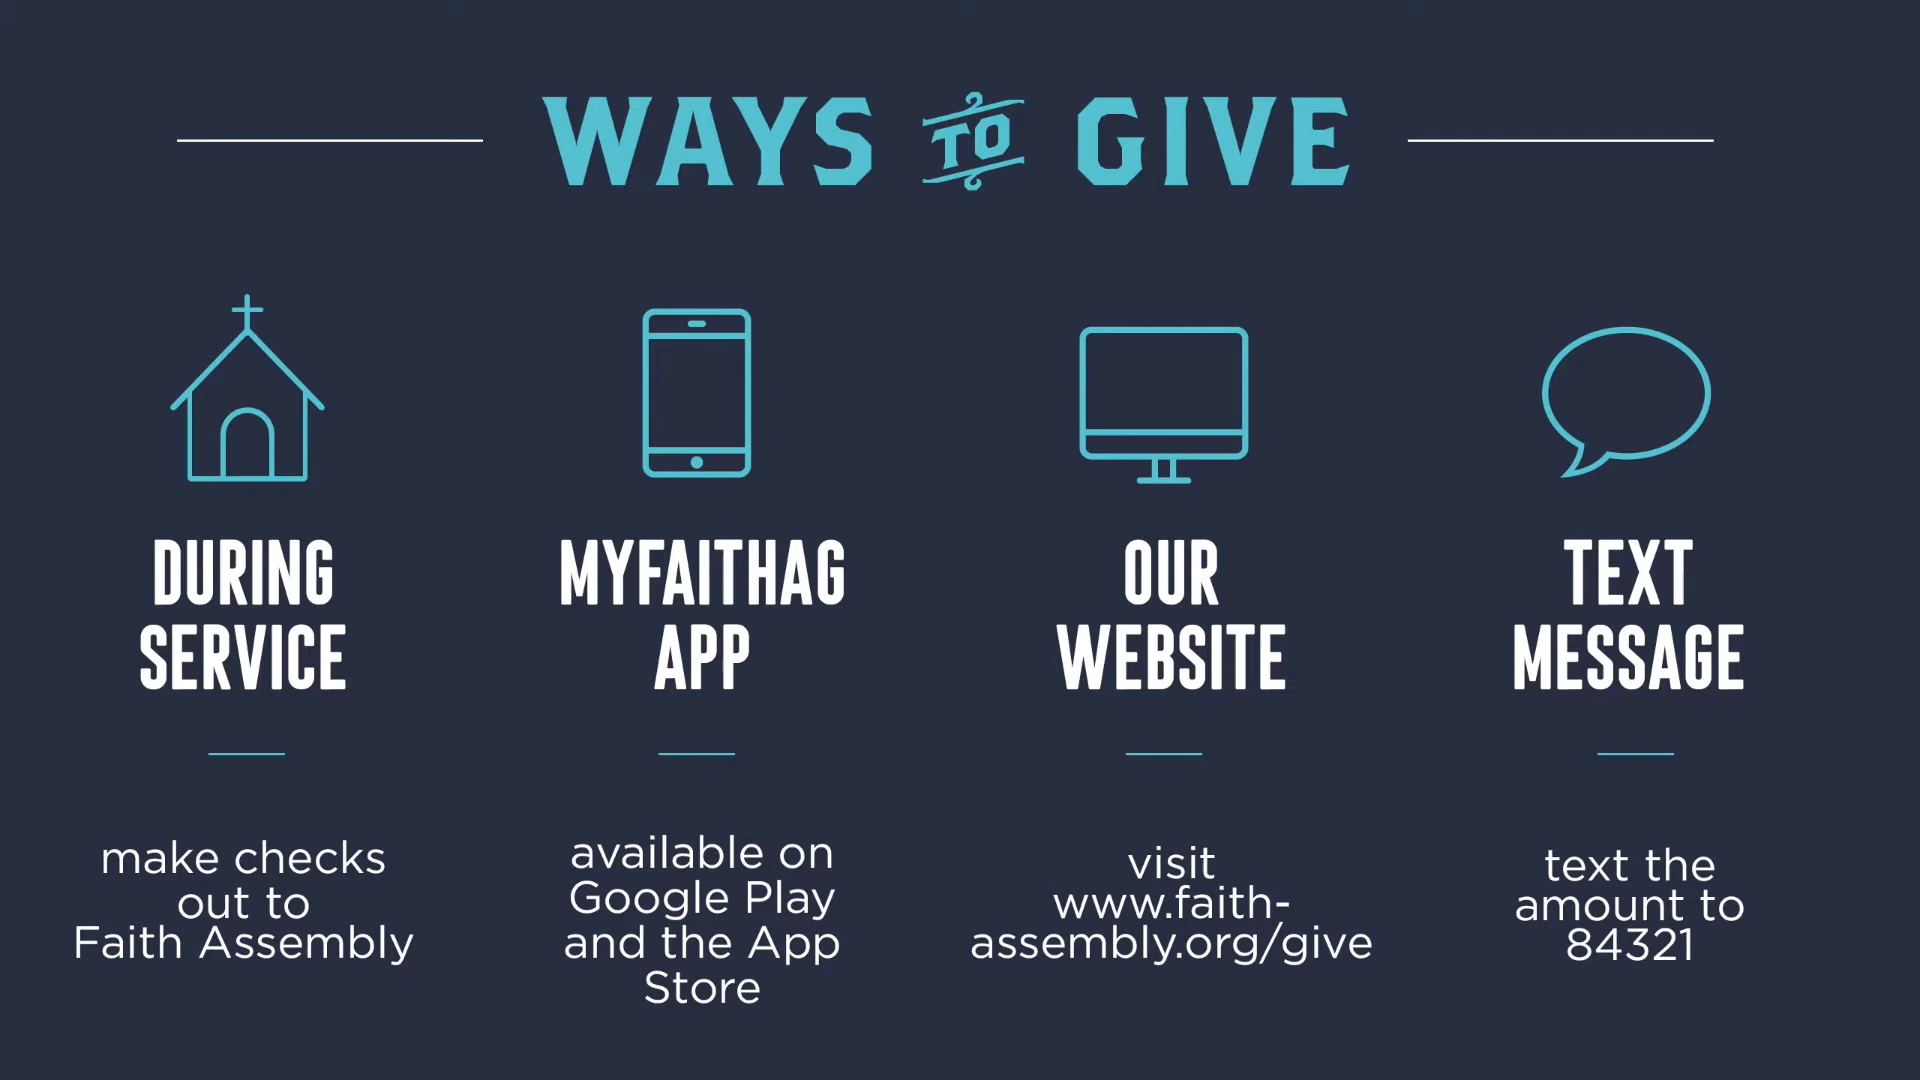 WAYS TO GIVE
DURING
SERVICE
make checks
out to
Faith Assembly
MYFAITHAG
APP
available on
Google Play
and the App
Store
OUR
WEBSITE
visit
www.faith-
assembly.org/give
TEXT
MESSAGE
text the
amount to
84321